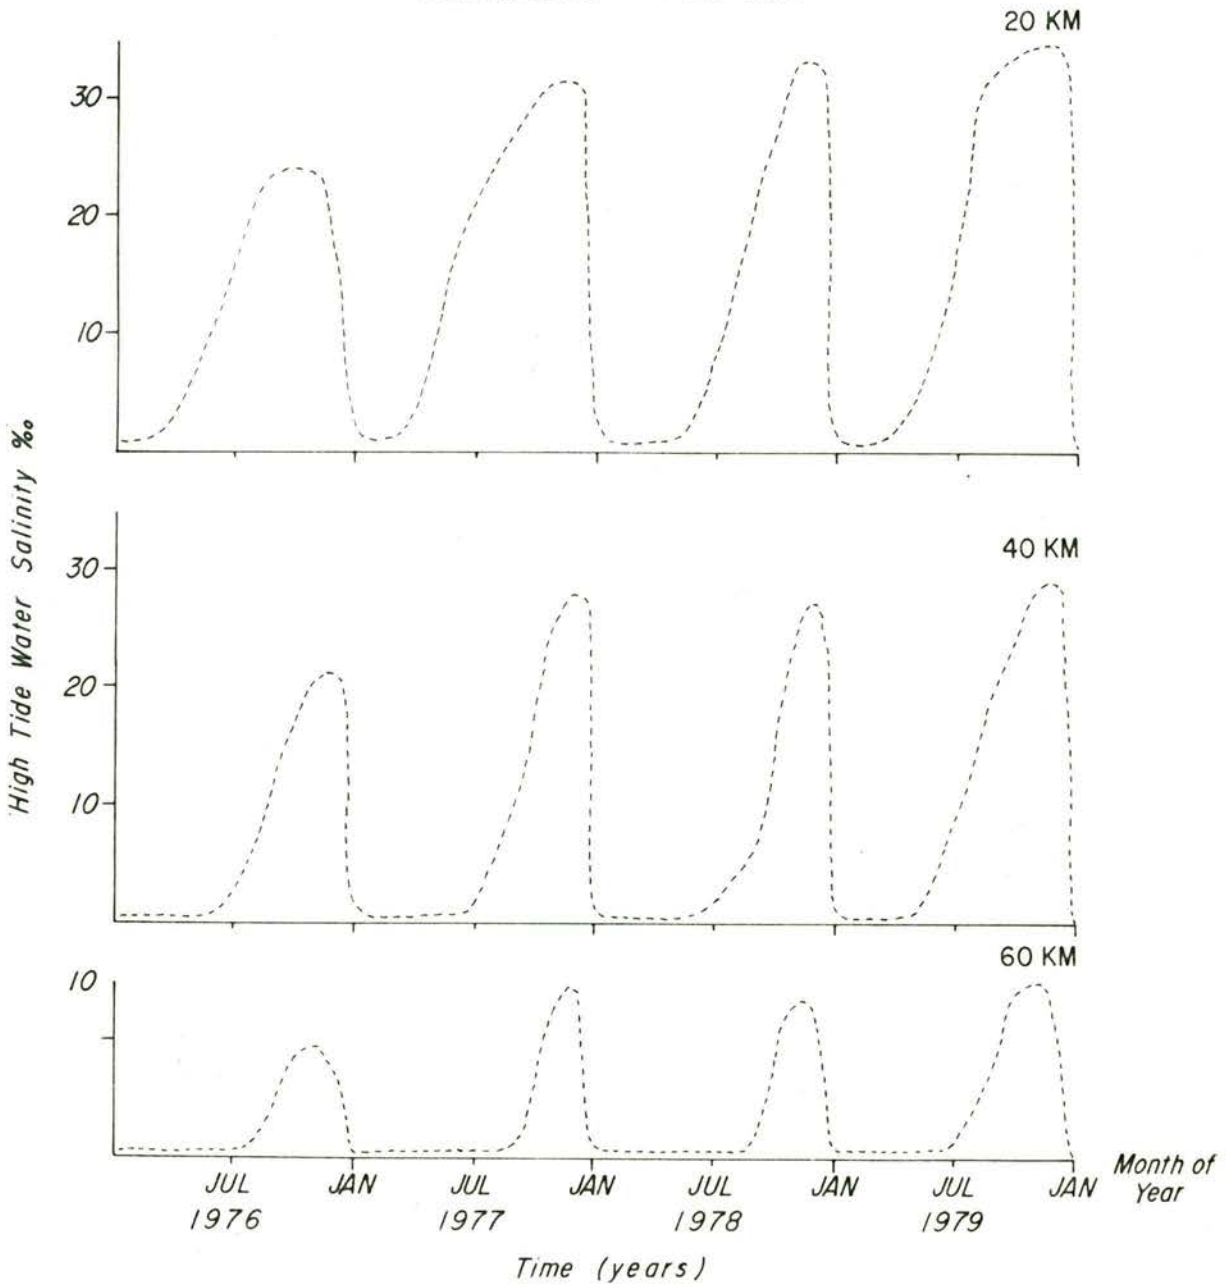 20 KM
30
20
10
High Tide Water Salinity ‰
40 KM
30
20
10
60 KM
10
JUL JAN JUL JAN JUL JAN JUL JAN
Month of Year
1976 1977 1978 1979
Time (years)